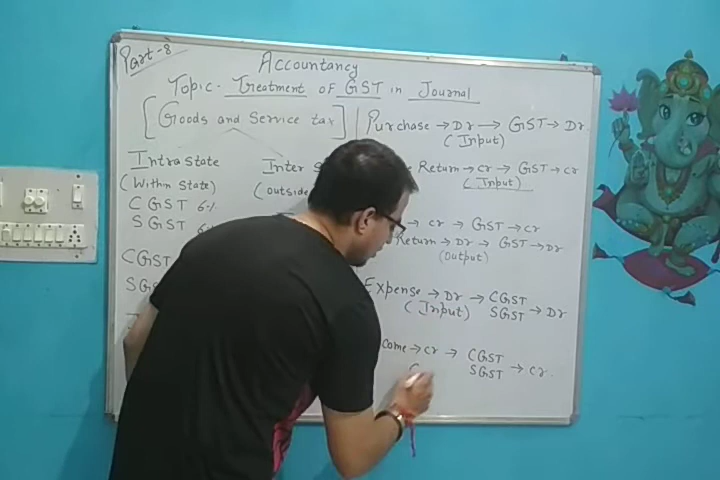 Part-8
Accountancy
Topic- Treatment of GST in Journal
[Goods and Service tax]
Intrastate
(Within State)
CGST 6%
SGST
CGST
Inter
(outside
Purchase → Dr → GST → Dr
(Input)
Return → Cr → GST → Cr
(Input)
→ Cr → GST → Cr
Return → Dr → GST → Dr
(Output)
Expense → Dr → CGST
(Input) SGST → Dr
come → Cr → CGST
SGST → Cr.